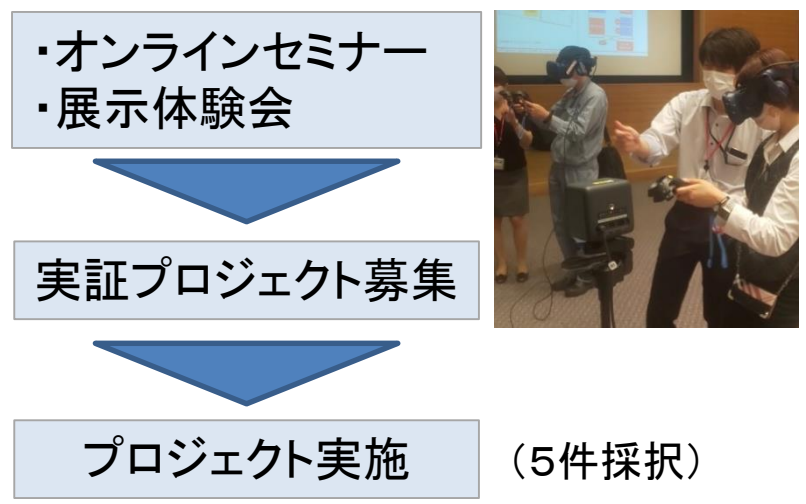 ・オンラインセミナー
・展示体験会
実証プロジェクト募集
プロジェクト実施
（５件採択）